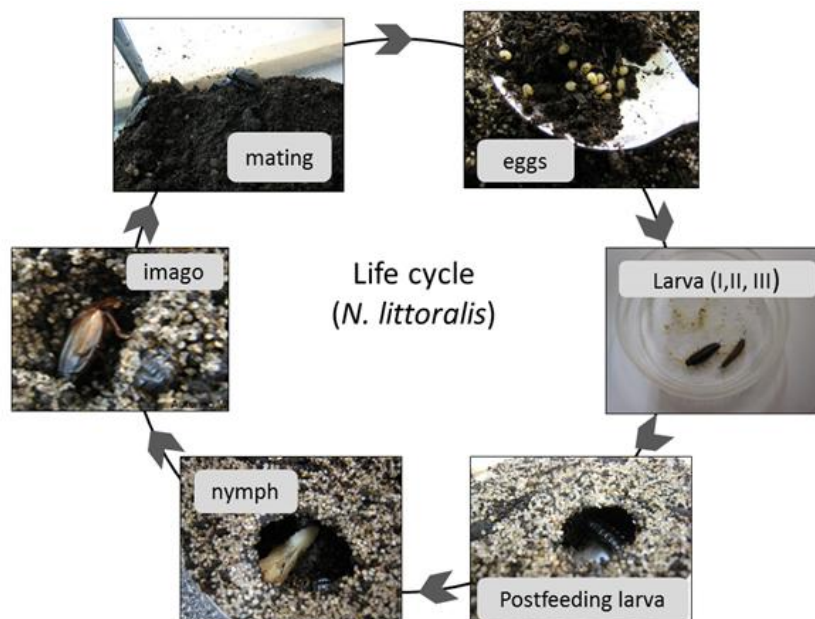 mating
eggs
imago
Larva (I,II, III)
Life cycle
(N. littoralis)
nymph
Postfeeding larva